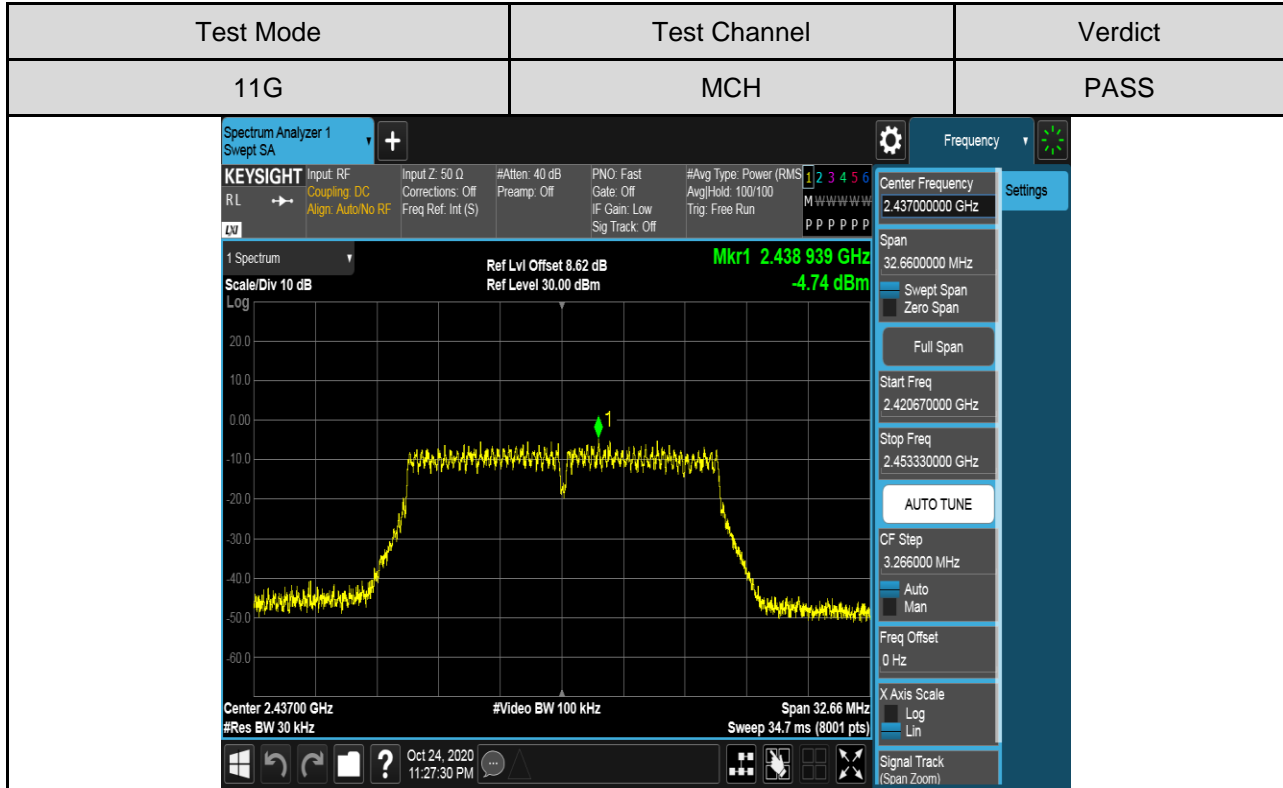 Test Mode Test Channel Verdict
11G MCH PASS
Spectrum Analyzer 1
Swept SA
+
Frequency
KEYSIGHT
RL
LXI
Input: RF
Coupling: DC
Align: Auto/No RF
Input Z: 50 Ω
Corrections: Off
Freq Ref: Int (S)
#Atten: 40 dB
Preamp: Off
PNO: Fast
Gate: Off
IF Gain: Low
Sig Track: Off
#Avg Type: Power (RMS
Avg|Hold: 100/100
Trig: Free Run
1 2 3 4 5 6
M W W W W W
P P P P P P
Center Frequency
2.437000000 GHz
Settings
Span
32.6600000 MHz
Swept Span
Zero Span
Full Span
Start Freq
2.420670000 GHz
Stop Freq
2.453330000 GHz
AUTO TUNE
CF Step
3.266000 MHz
Auto
Man
Freq Offset
0 Hz
X Axis Scale
Log
Lin
Signal Track
(Span Zoom)
1 Spectrum
Scale/Div 10 dB
Ref Lvl Offset 8.62 dB
Ref Level 30.00 dBm
Mkr1 2.438 939 GHz
-4.74 dBm
Log
20.0
10.0
0.00
1
-10.0
-20.0
-30.0
-40.0
-50.0
-60.0
Center 2.43700 GHz
#Res BW 30 kHz
#Video BW 100 kHz
Span 32.66 MHz
Sweep 34.7 ms (8001 pts)
?
Oct 24, 2020
11:27:30 PM